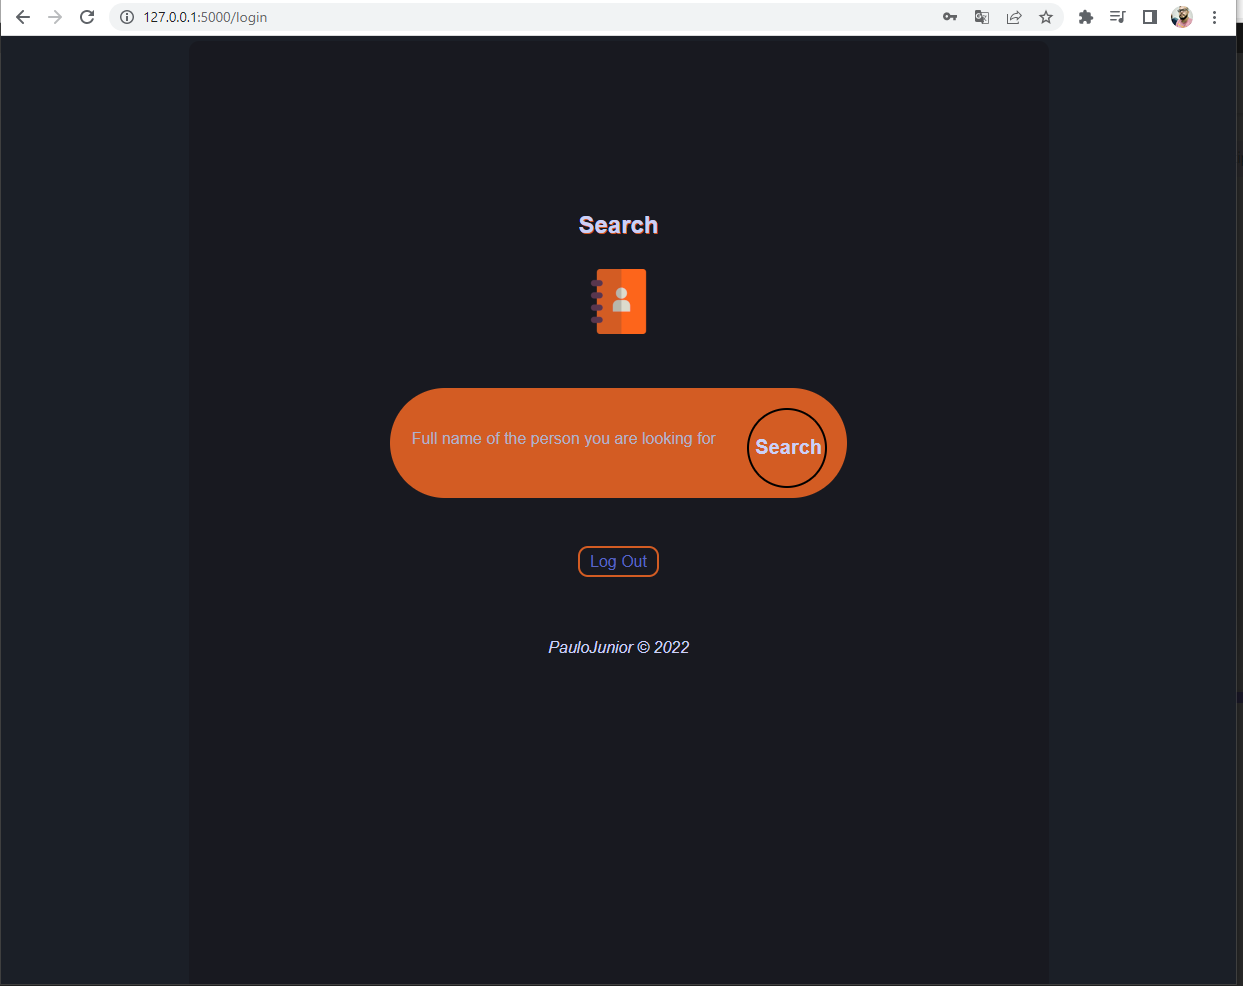 127.0.0.1:5000/login
Search
Full name of the person you are looking for
Search
Log Out
PauloJunior © 2022